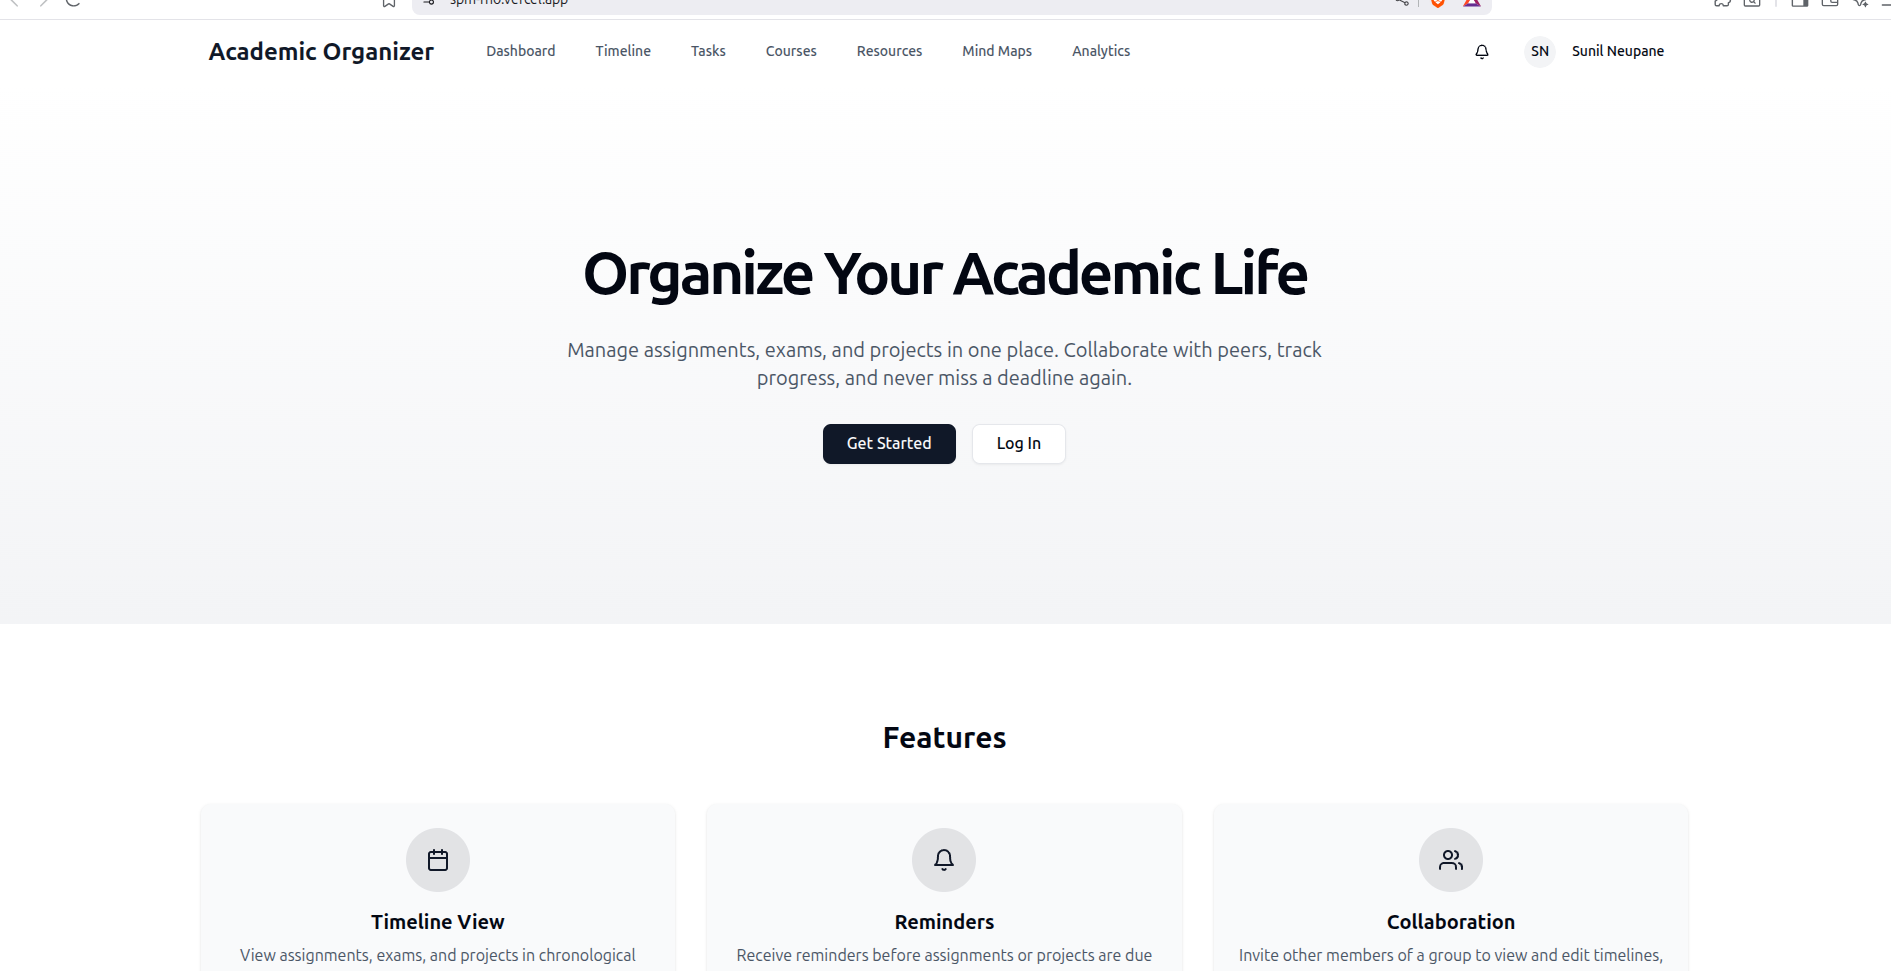 Academic Organizer
Dashboard
Timeline
Tasks
Courses
Resources
Mind Maps
Analytics
SN
Sunil Neupane
Organize Your Academic Life
Manage assignments, exams, and projects in one place. Collaborate with peers, track
progress, and never miss a deadline again.
Get Started
Log In
Features
Timeline View
View assignments, exams, and projects in chronological
Reminders
Receive reminders before assignments or projects are due
Collaboration
Invite other members of a group to view and edit timelines,